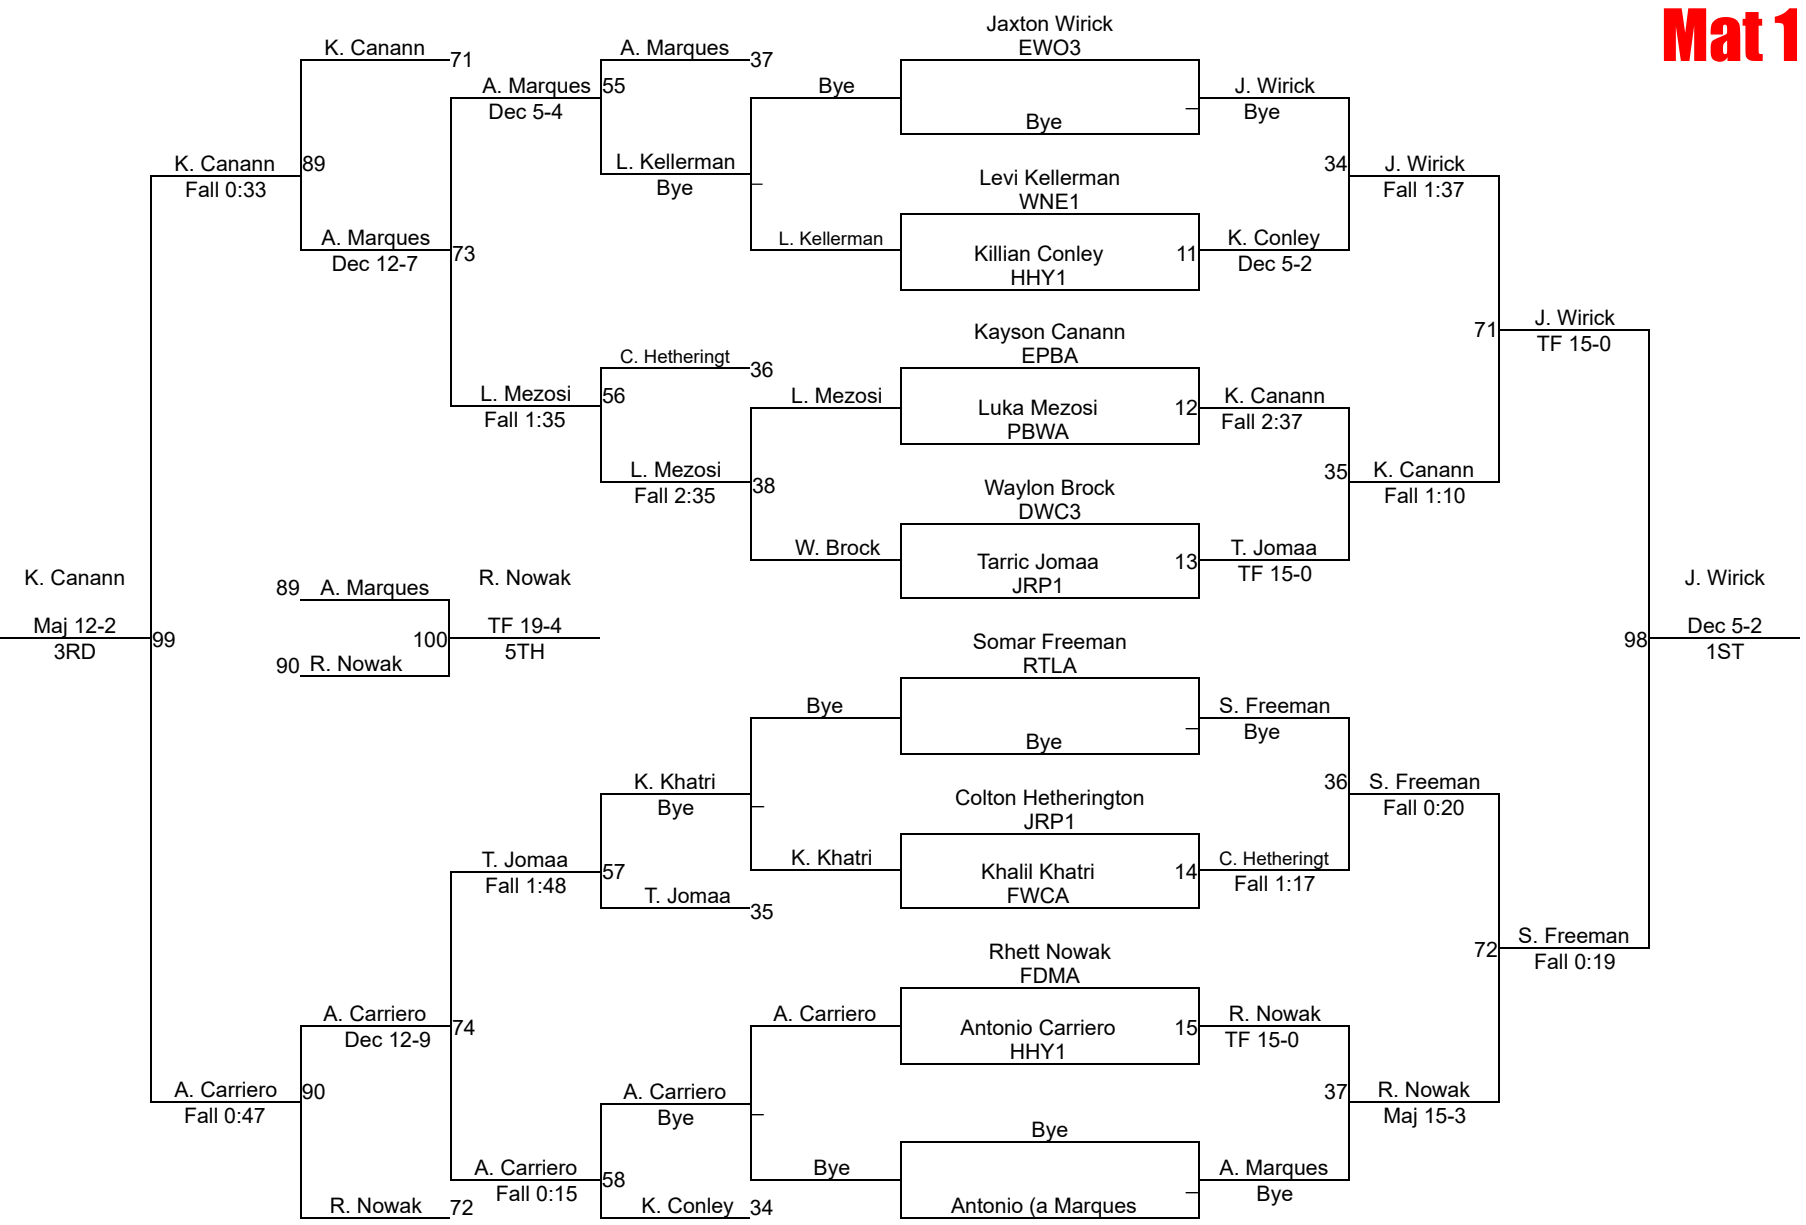 Mat 1
Jaxton Wirick
EWO3
K. Canann
71
A. Marques
37
A. Marques
55
Dec 5-4
Bye
Bye
J. Wirick
Bye
L. Kellerman
Bye
K. Canann
89
Fall 0:33
Levi Kellerman
WNE1
34
J. Wirick
Fall 1:37
A. Marques
73
Dec 12-7
L. Kellerman
Killian Conley
HHY1
11
K. Conley
Dec 5-2
Kayson Canann
EPBA
71
J. Wirick
TF 15-0
C. Hetheringt
36
L. Mezosi
56
Fall 1:35
L. Mezosi
Luka Mezosi
PBWA
12
K. Canann
Fall 2:37
L. Mezosi
38
Fall 2:35
Waylon Brock
DWC3
35
K. Canann
Fall 1:10
W. Brock
Tarric Jomaa
JRP1
13
T. Jomaa
TF 15-0
K. Canann
Maj 12-2
3RD
99
89
A. Marques
90
R. Nowak
100
R. Nowak
TF 19-4
5TH
J. Wirick
98
Dec 5-2
1ST
Somar Freeman
RTLA
Bye
Bye
S. Freeman
Bye
K. Khatri
Bye
Colton Hetherington
JRP1
36
S. Freeman
Fall 0:20
T. Jomaa
57
Fall 1:48
K. Khatri
Khalil Khatri
FWCA
14
C. Hetheringt
Fall 1:17
T. Jomaa
35
Rhett Nowak
FDMA
72
S. Freeman
Fall 0:19
A. Carriero
74
Dec 12-9
A. Carriero
Antonio Carriero
HHY1
15
R. Nowak
TF 15-0
A. Carriero
90
Fall 0:47
A. Carriero
Bye
Bye
37
R. Nowak
Maj 15-3
A. Carriero
58
Fall 0:15
Bye
Antonio (a Marques
A. Marques
Bye
R. Nowak
72
K. Conley
34